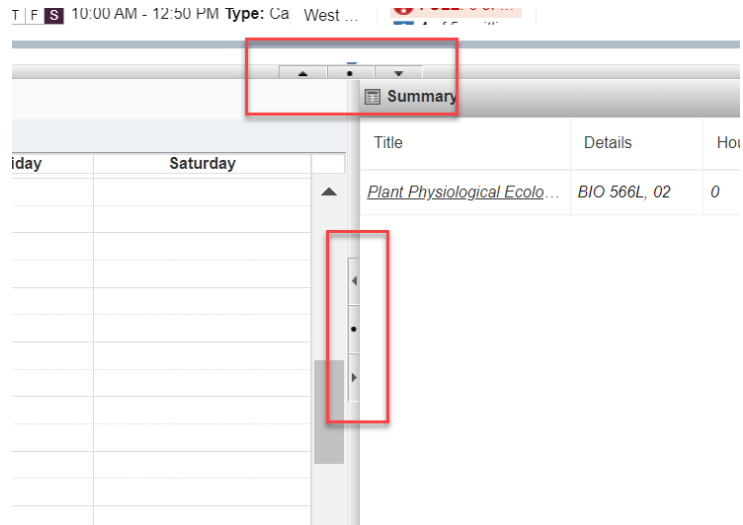 T F S 10:00 AM - 12:50 PM Type: Ca West ...
Summary
Title Details Hou
iday Saturday
Plant Physiological Ecolo... BIO 566L, 02 0